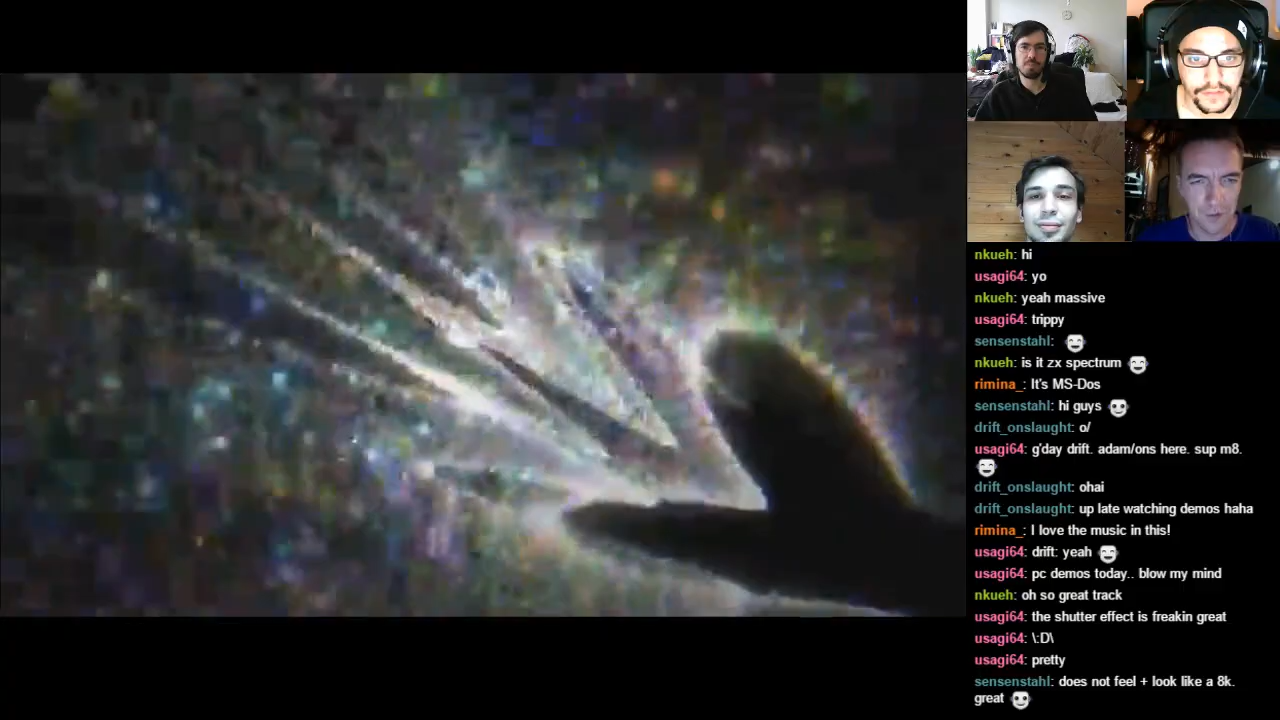 nkueh: hi
usagi64: yo
nkueh: yeah massive
usagi64: trippy
sensenstahl:
nkueh: is it zx spectrum
rimina_: It's MS-Dos
sensenstahl: hi guys
drift_onslaught: o/
usagi64: g'day drift. adam/ons here. sup m8.
drift_onslaught: ohai
drift_onslaught: up late watching demos haha
rimina_: I love the music in this!
usagi64: drift: yeah
usagi64: pc demos today.. blow my mind
nkueh: oh so great track
usagi64: the shutter effect is freakin great
usagi64: \:D\
usagi64: pretty
sensenstahl: does not feel + look like a 8k.
great